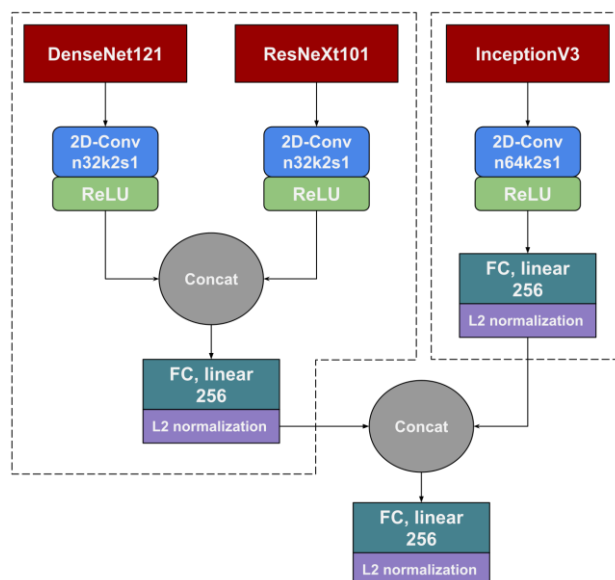 DenseNet121
ResNeXt101
InceptionV3
2D-Conv
n32k2s1
ReLU
2D-Conv
n32k2s1
ReLU
2D-Conv
n64k2s1
ReLU
Concat
FC, linear
256
L2 normalization
FC, linear
256
L2 normalization
Concat
FC, linear
256
L2 normalization